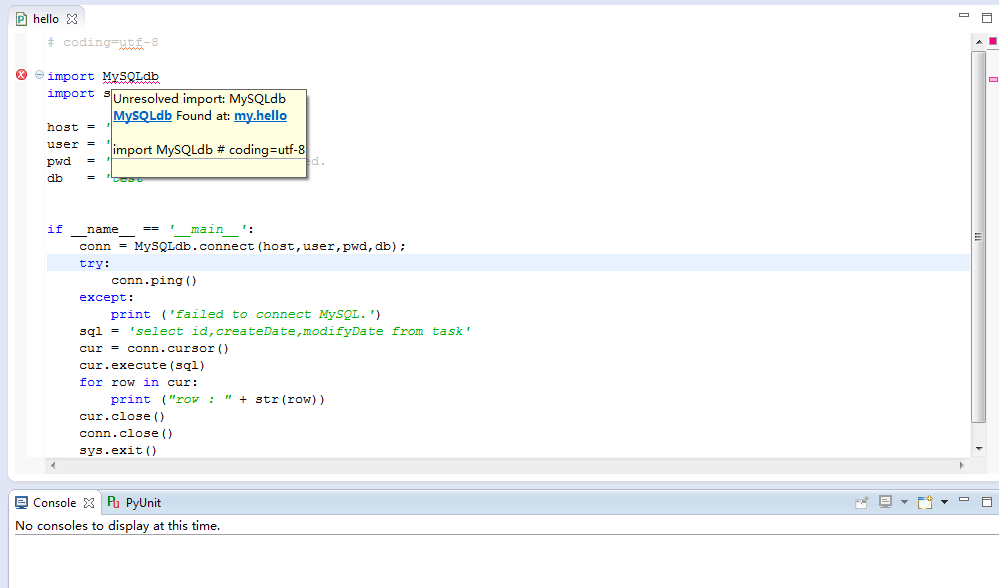 hello
# coding=utf-8
import MySQLdb
import s
Unresolved import: MySQLdb
MySQLdb Found at: my.hello
import MySQLdb # coding=utf-8
host = '
user = '
pwd = ' d.
db = 'test'
if __name__ == '__main__':
conn = MySQLdb.connect(host,user,pwd,db);
try:
conn.ping()
except:
print ('failed to connect MySQL.')
sql = 'select id,createDate,modifyDate from task'
cur = conn.cursor()
cur.execute(sql)
for row in cur:
print ("row : " + str(row))
cur.close()
conn.close()
sys.exit()
Console
Pu PyUnit
No consoles to display at this time.